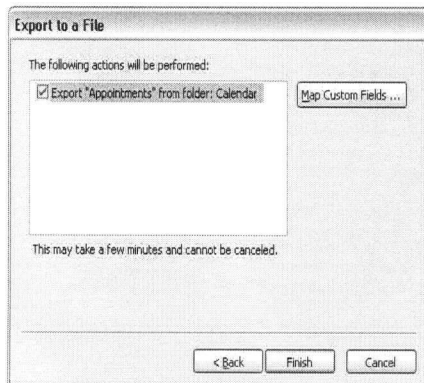 Export to a File
The following actions will be performed:
Export "Appointments" from folder: Calendar
Map Custom Fields ...
This may take a few minutes and cannot be canceled.
< Back
Finish
Cancel